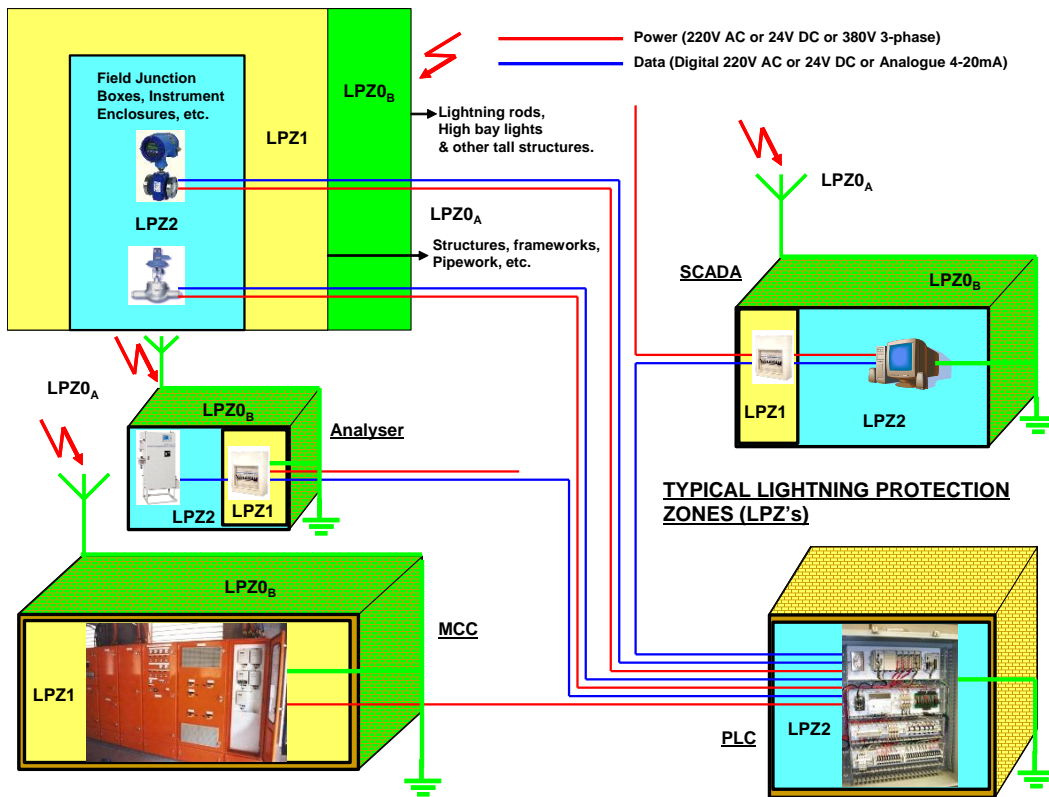 Power (220V AC or 24V DC or 380V 3-phase)
Data (Digital 220V AC or 24V DC or Analogue 4-20mA)
Field Junction
Boxes, Instrument
Enclosures, etc.
LPZ0B
LPZ1
Lightning rods,
High bay lights
& other tall structures.
LPZ2
LPZ0A
Structures, frameworks,
Pipework, etc.
LPZ0A
SCADA
LPZ0B
LPZ1
LPZ2
LPZ0A
LPZ0B
Analyser
LPZ2
LPZ1
TYPICAL LIGHTNING PROTECTION
ZONES (LPZ's)
LPZ0B
MCC
LPZ1
PLC
LPZ2